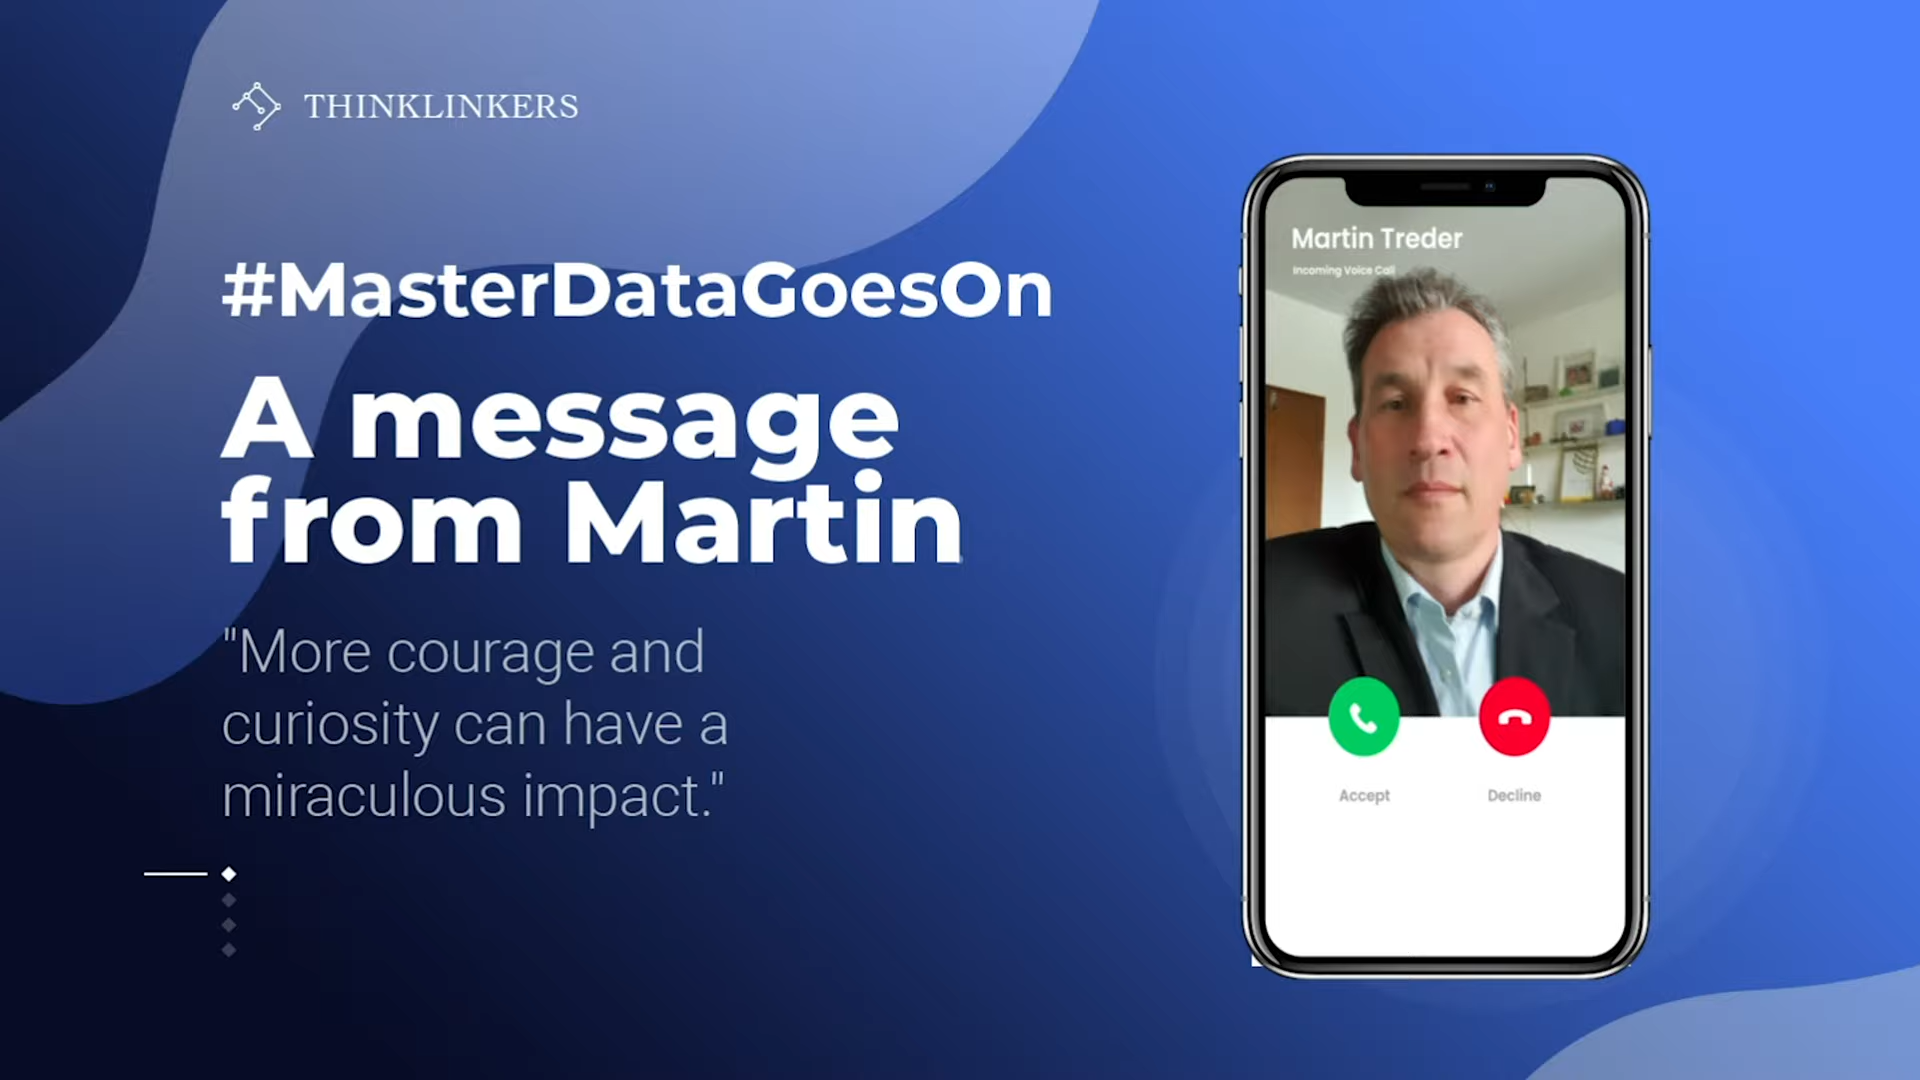 THINKLINKERS
#MasterDataGoesOn
A message
from Martin
"More courage and
curiosity can have a
miraculous impact."
Martin Treder
Incoming Voice Call
Accept
Decline